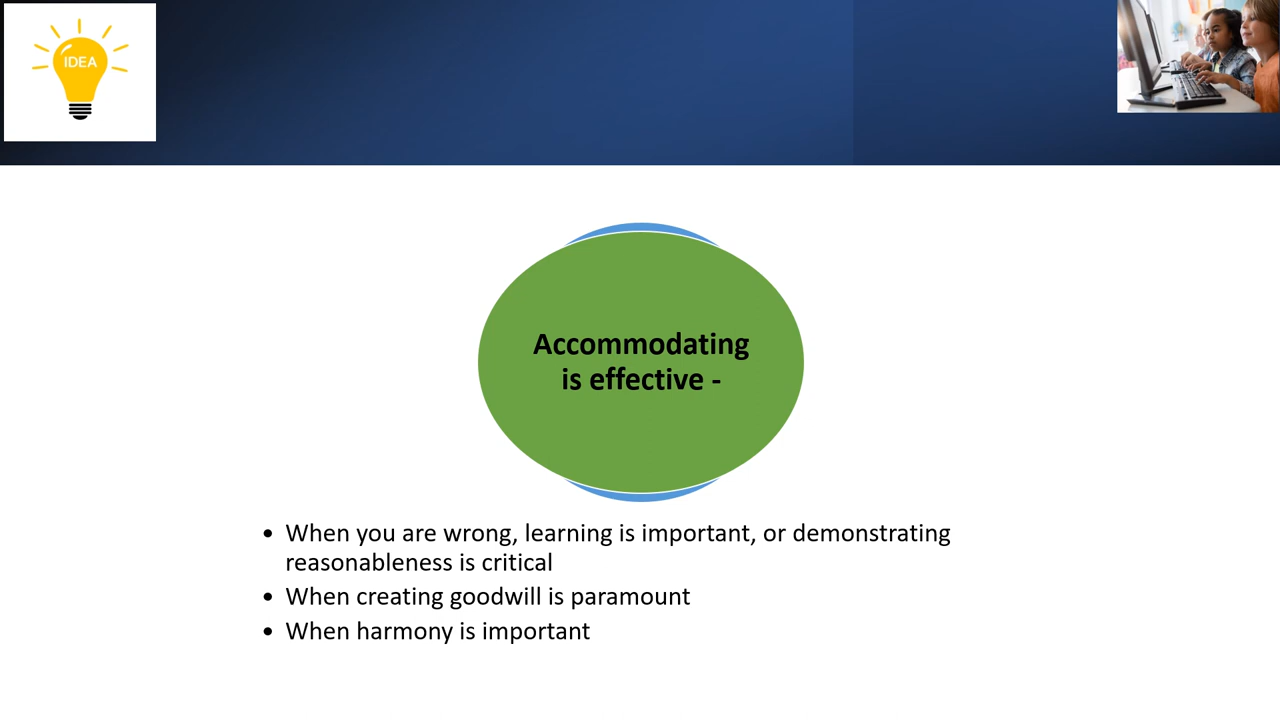 IDEA
Accommodating
is effective -
• When you are wrong, learning is important, or demonstrating
reasonableness is critical
• When creating goodwill is paramount
• When harmony is important